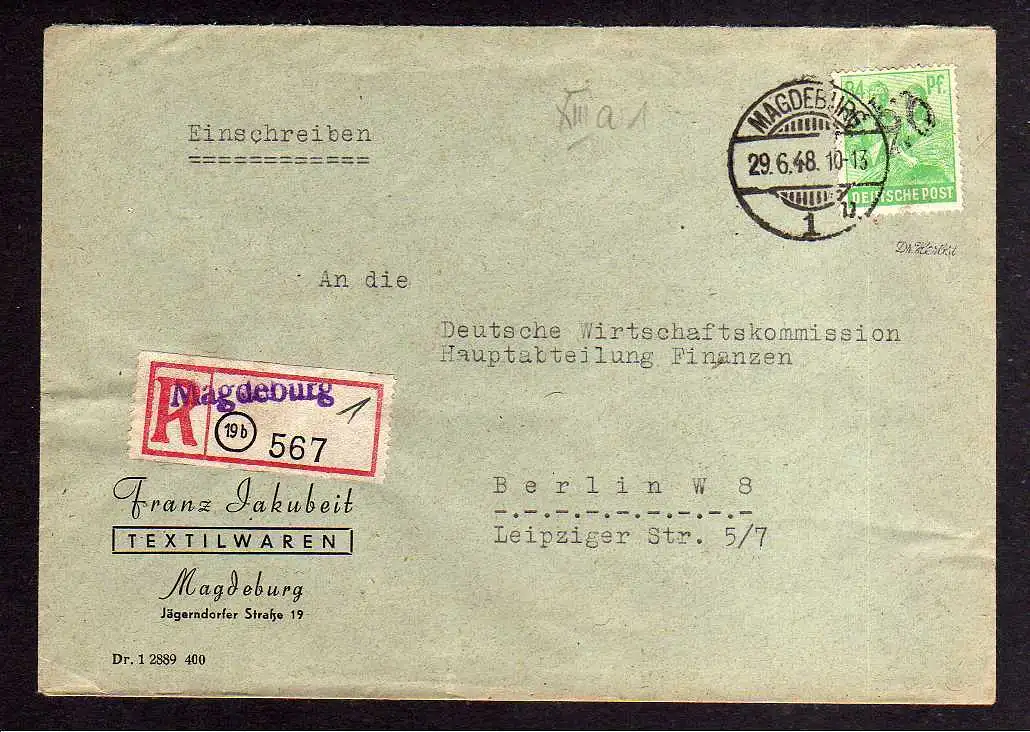 Einschreiben
XIII a 1
MAGDEBURG
29.6.48. 10-13
1
84 Pf.
DEUTSCHE POST
An die
Deutsche Wirtschaftskommission
Hauptabteilung Finanzen
R Magdeburg 1
19b 567
Berlin W 8
Leipziger Str. 5/7
Franz Jakubeit
TEXTILWAREN
Magdeburg
Jägerndorfer Straße 19
Dr. 1 2889 400